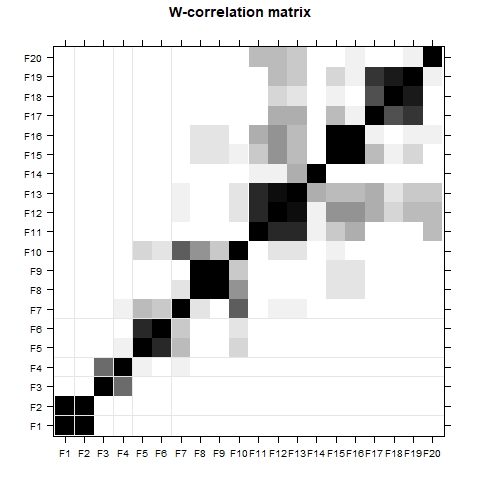 W-correlation matrix
F20
F19
F18
F17
F16
F15
F14
F13
F12
F11
F10
F9
F8
F7
F6
F5
F4
F3
F2
F1
F1 F2 F3 F4 F5 F6 F7 F8 F9 F10 F11 F12 F13 F14 F15 F16 F17 F18 F19 F20